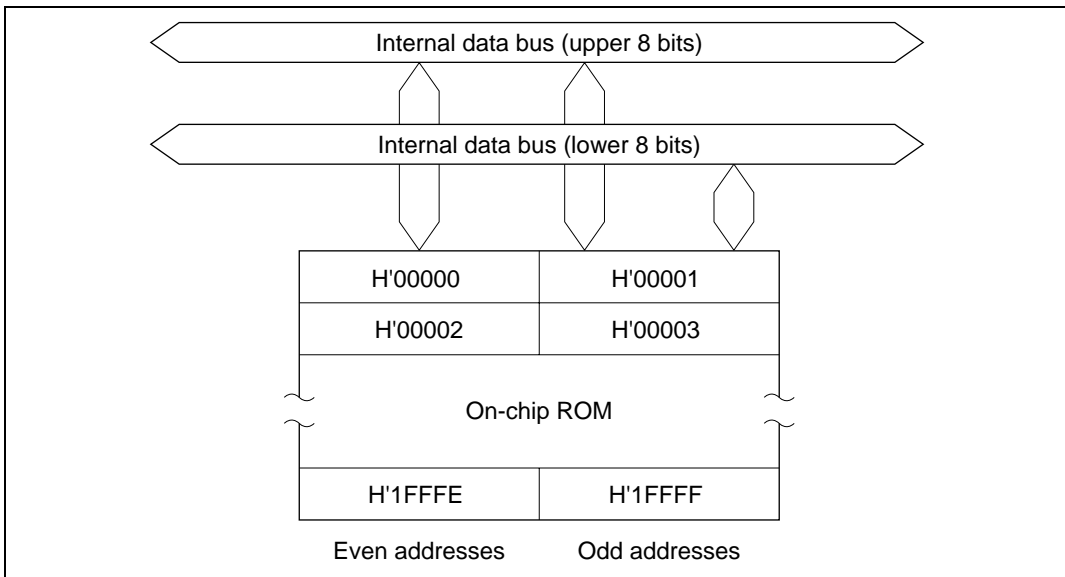 Internal data bus (upper 8 bits)
Internal data bus (lower 8 bits)
H'00000 H'00001
H'00002 H'00003
On-chip ROM
H'1FFFE H'1FFFF
Even addresses Odd addresses